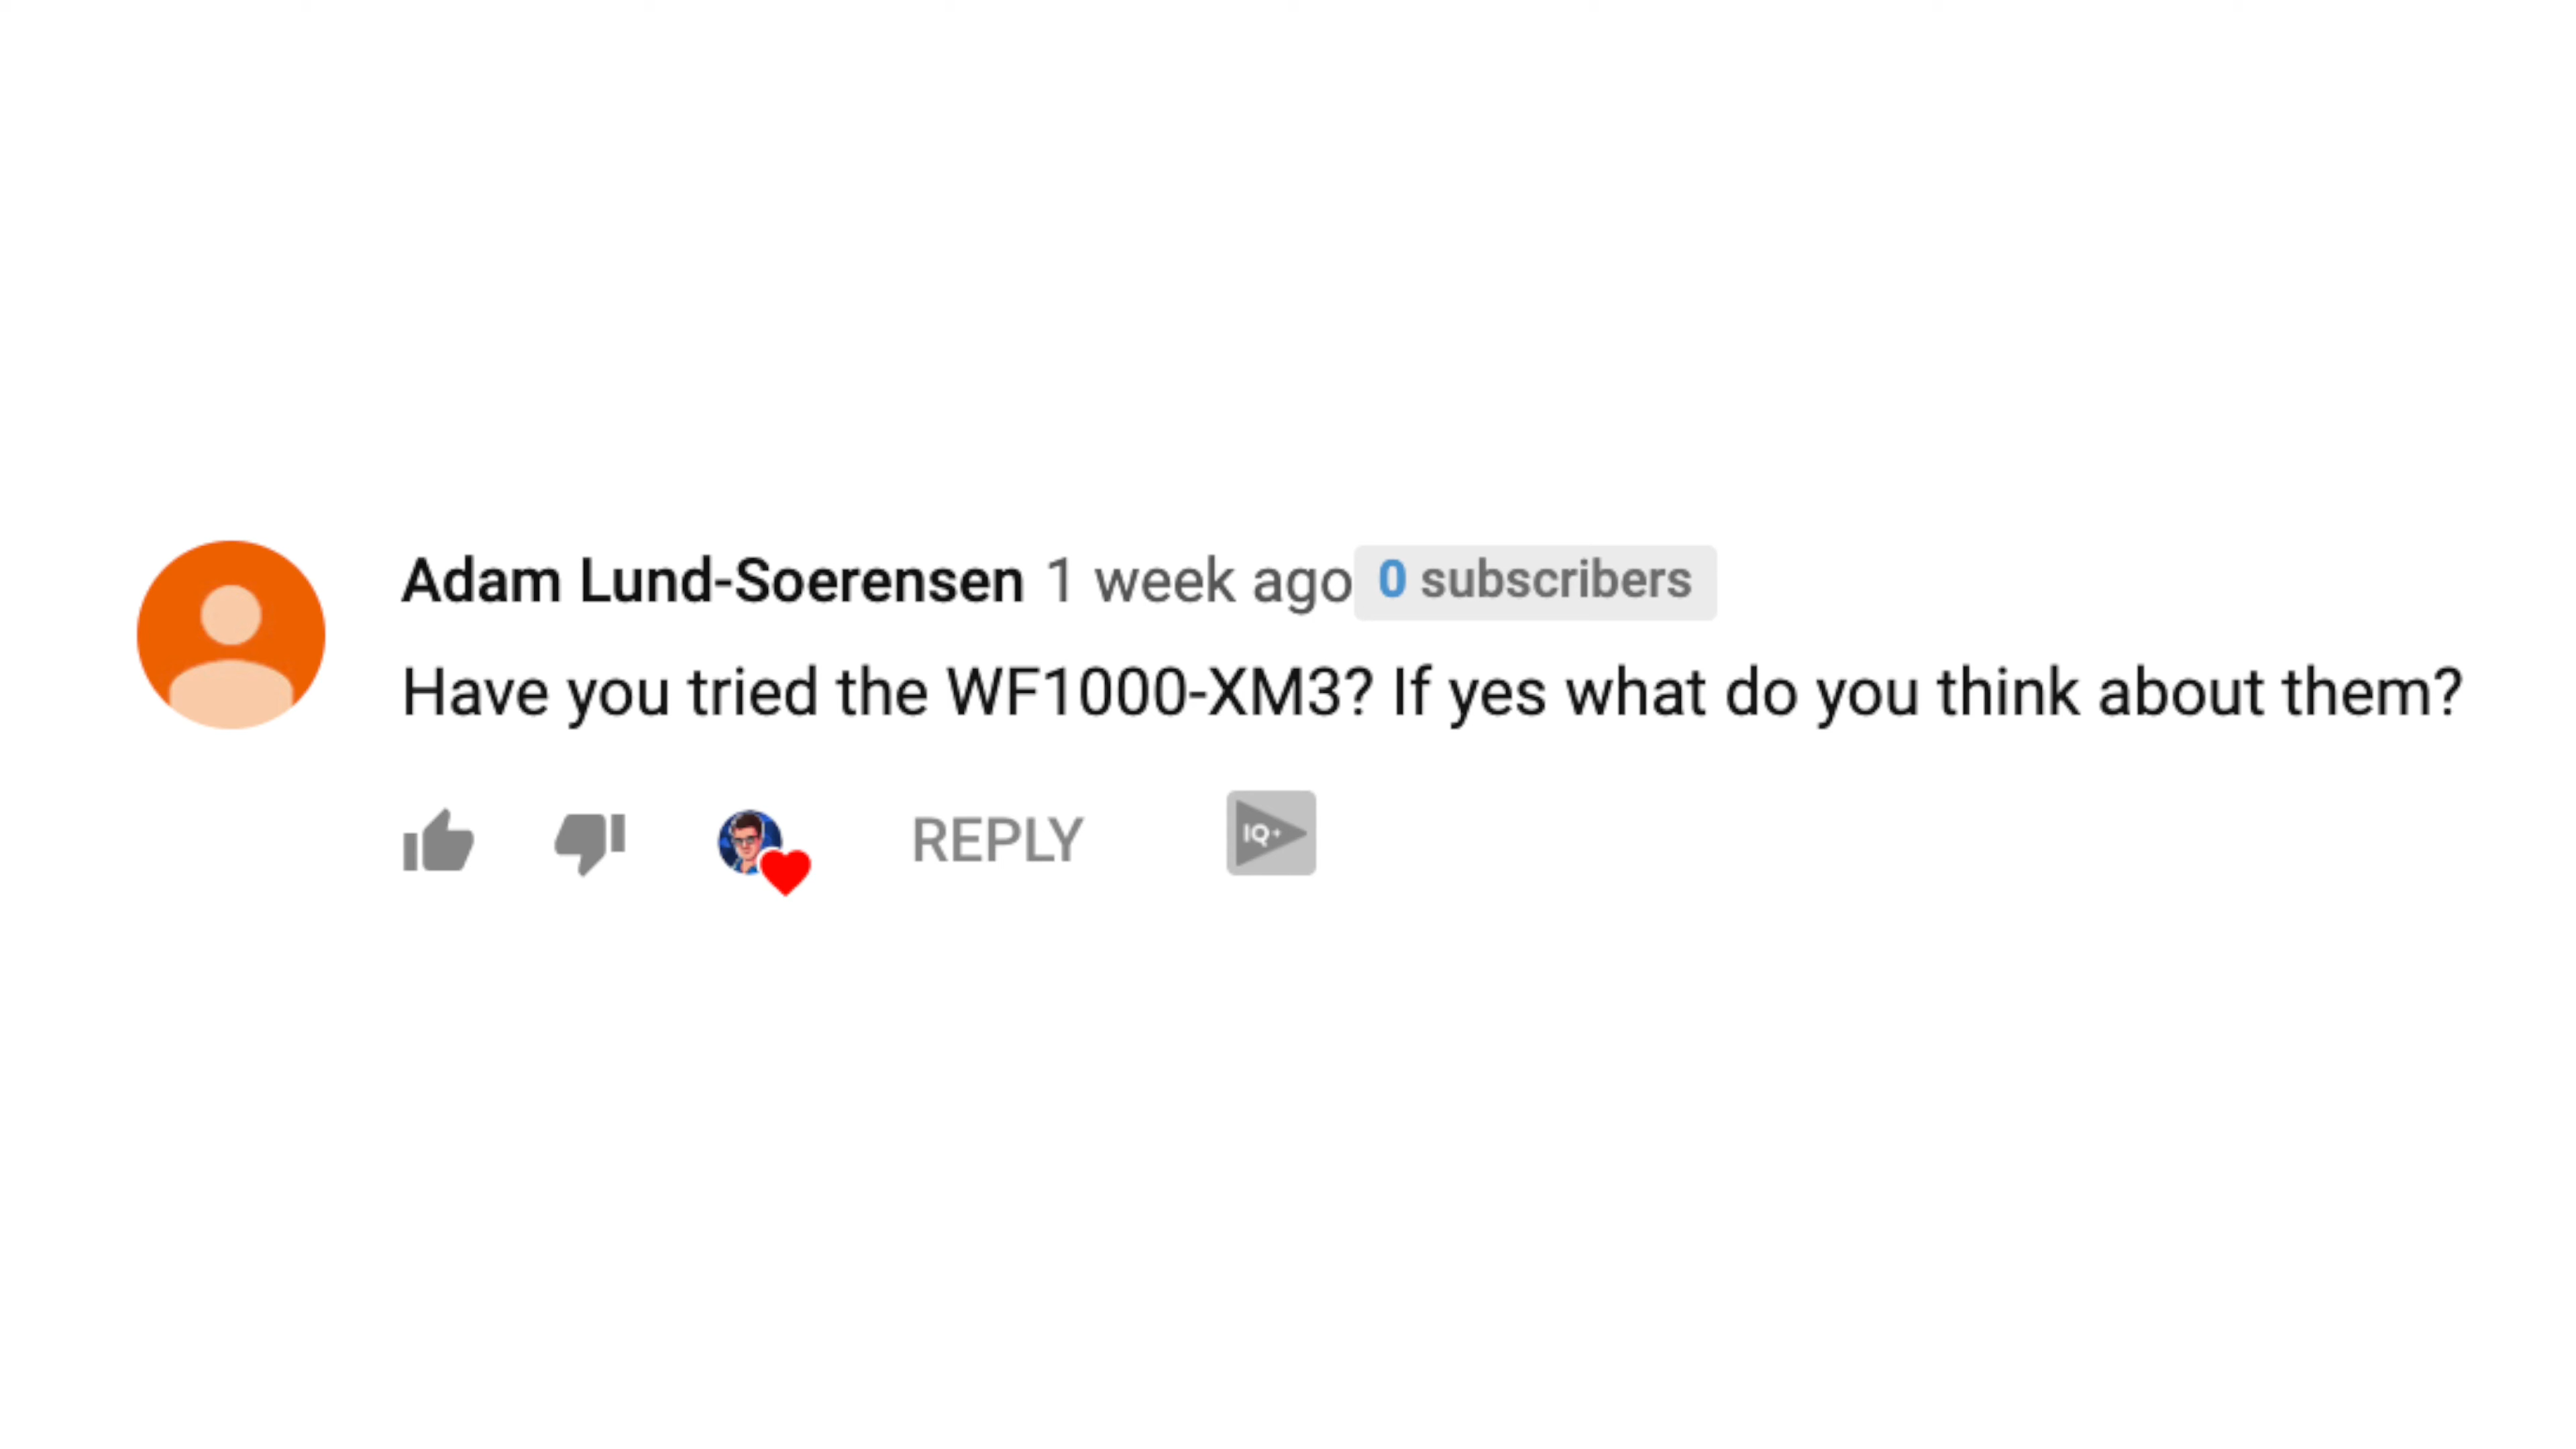 Adam Lund-Soerensen 1 week ago 0 subscribers
Have you tried the WF1000-XM3? If yes what do you think about them?
REPLY IQ+